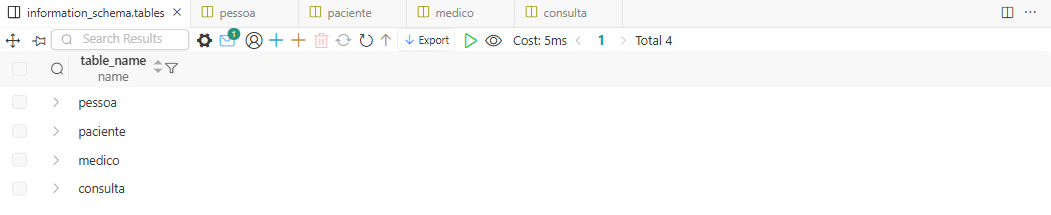 information_schema.tables pessoa paciente medico consulta
Search Results 1 Export Cost: 5ms 1 Total 4
table_name
name
pessoa
paciente
medico
consulta